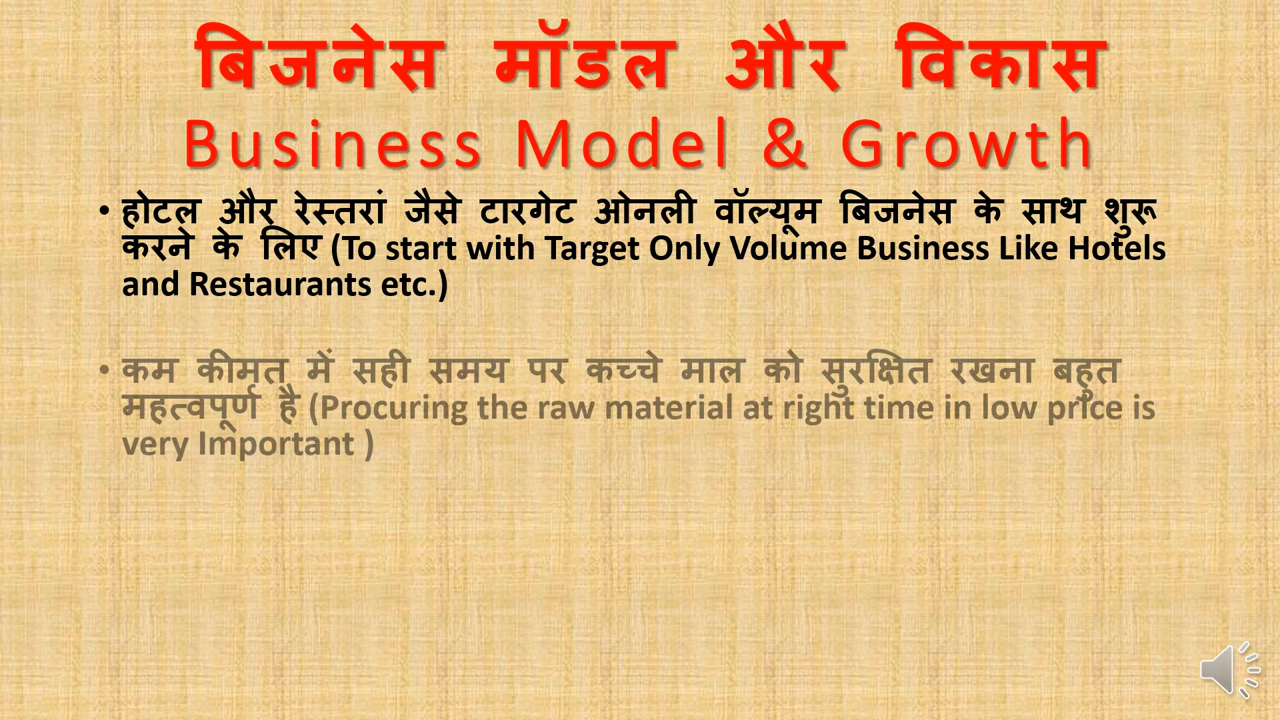 बिजनेस मॉडल और विकास
Business Model & Growth
• होटल और रेस्तरां जैसे टारगेट ओनली वॉल्यूम बिजनेस के साथ शुरू
करने के लिए (To start with Target Only Volume Business Like Hotels
and Restaurants etc.)
• कम कीमत में सही समय पर कच्चे माल को सुरक्षित रखना बहुत
महत्वपूर्ण है (Procuring the raw material at right time in low price is
very Important )